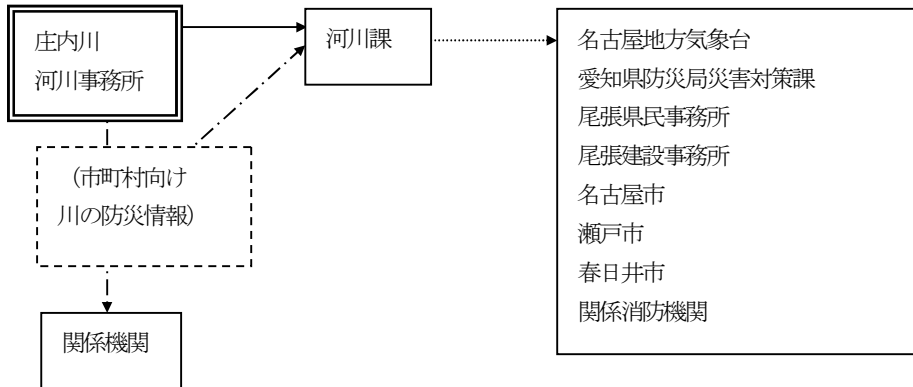 庄内川
河川事務所
河川課
名古屋地方気象台
愛知県防災局災害対策課
尾張県民事務所
尾張建設事務所
名古屋市
瀬戸市
春日井市
関係消防機関
（市町村向け
川の防災情報）
関係機関